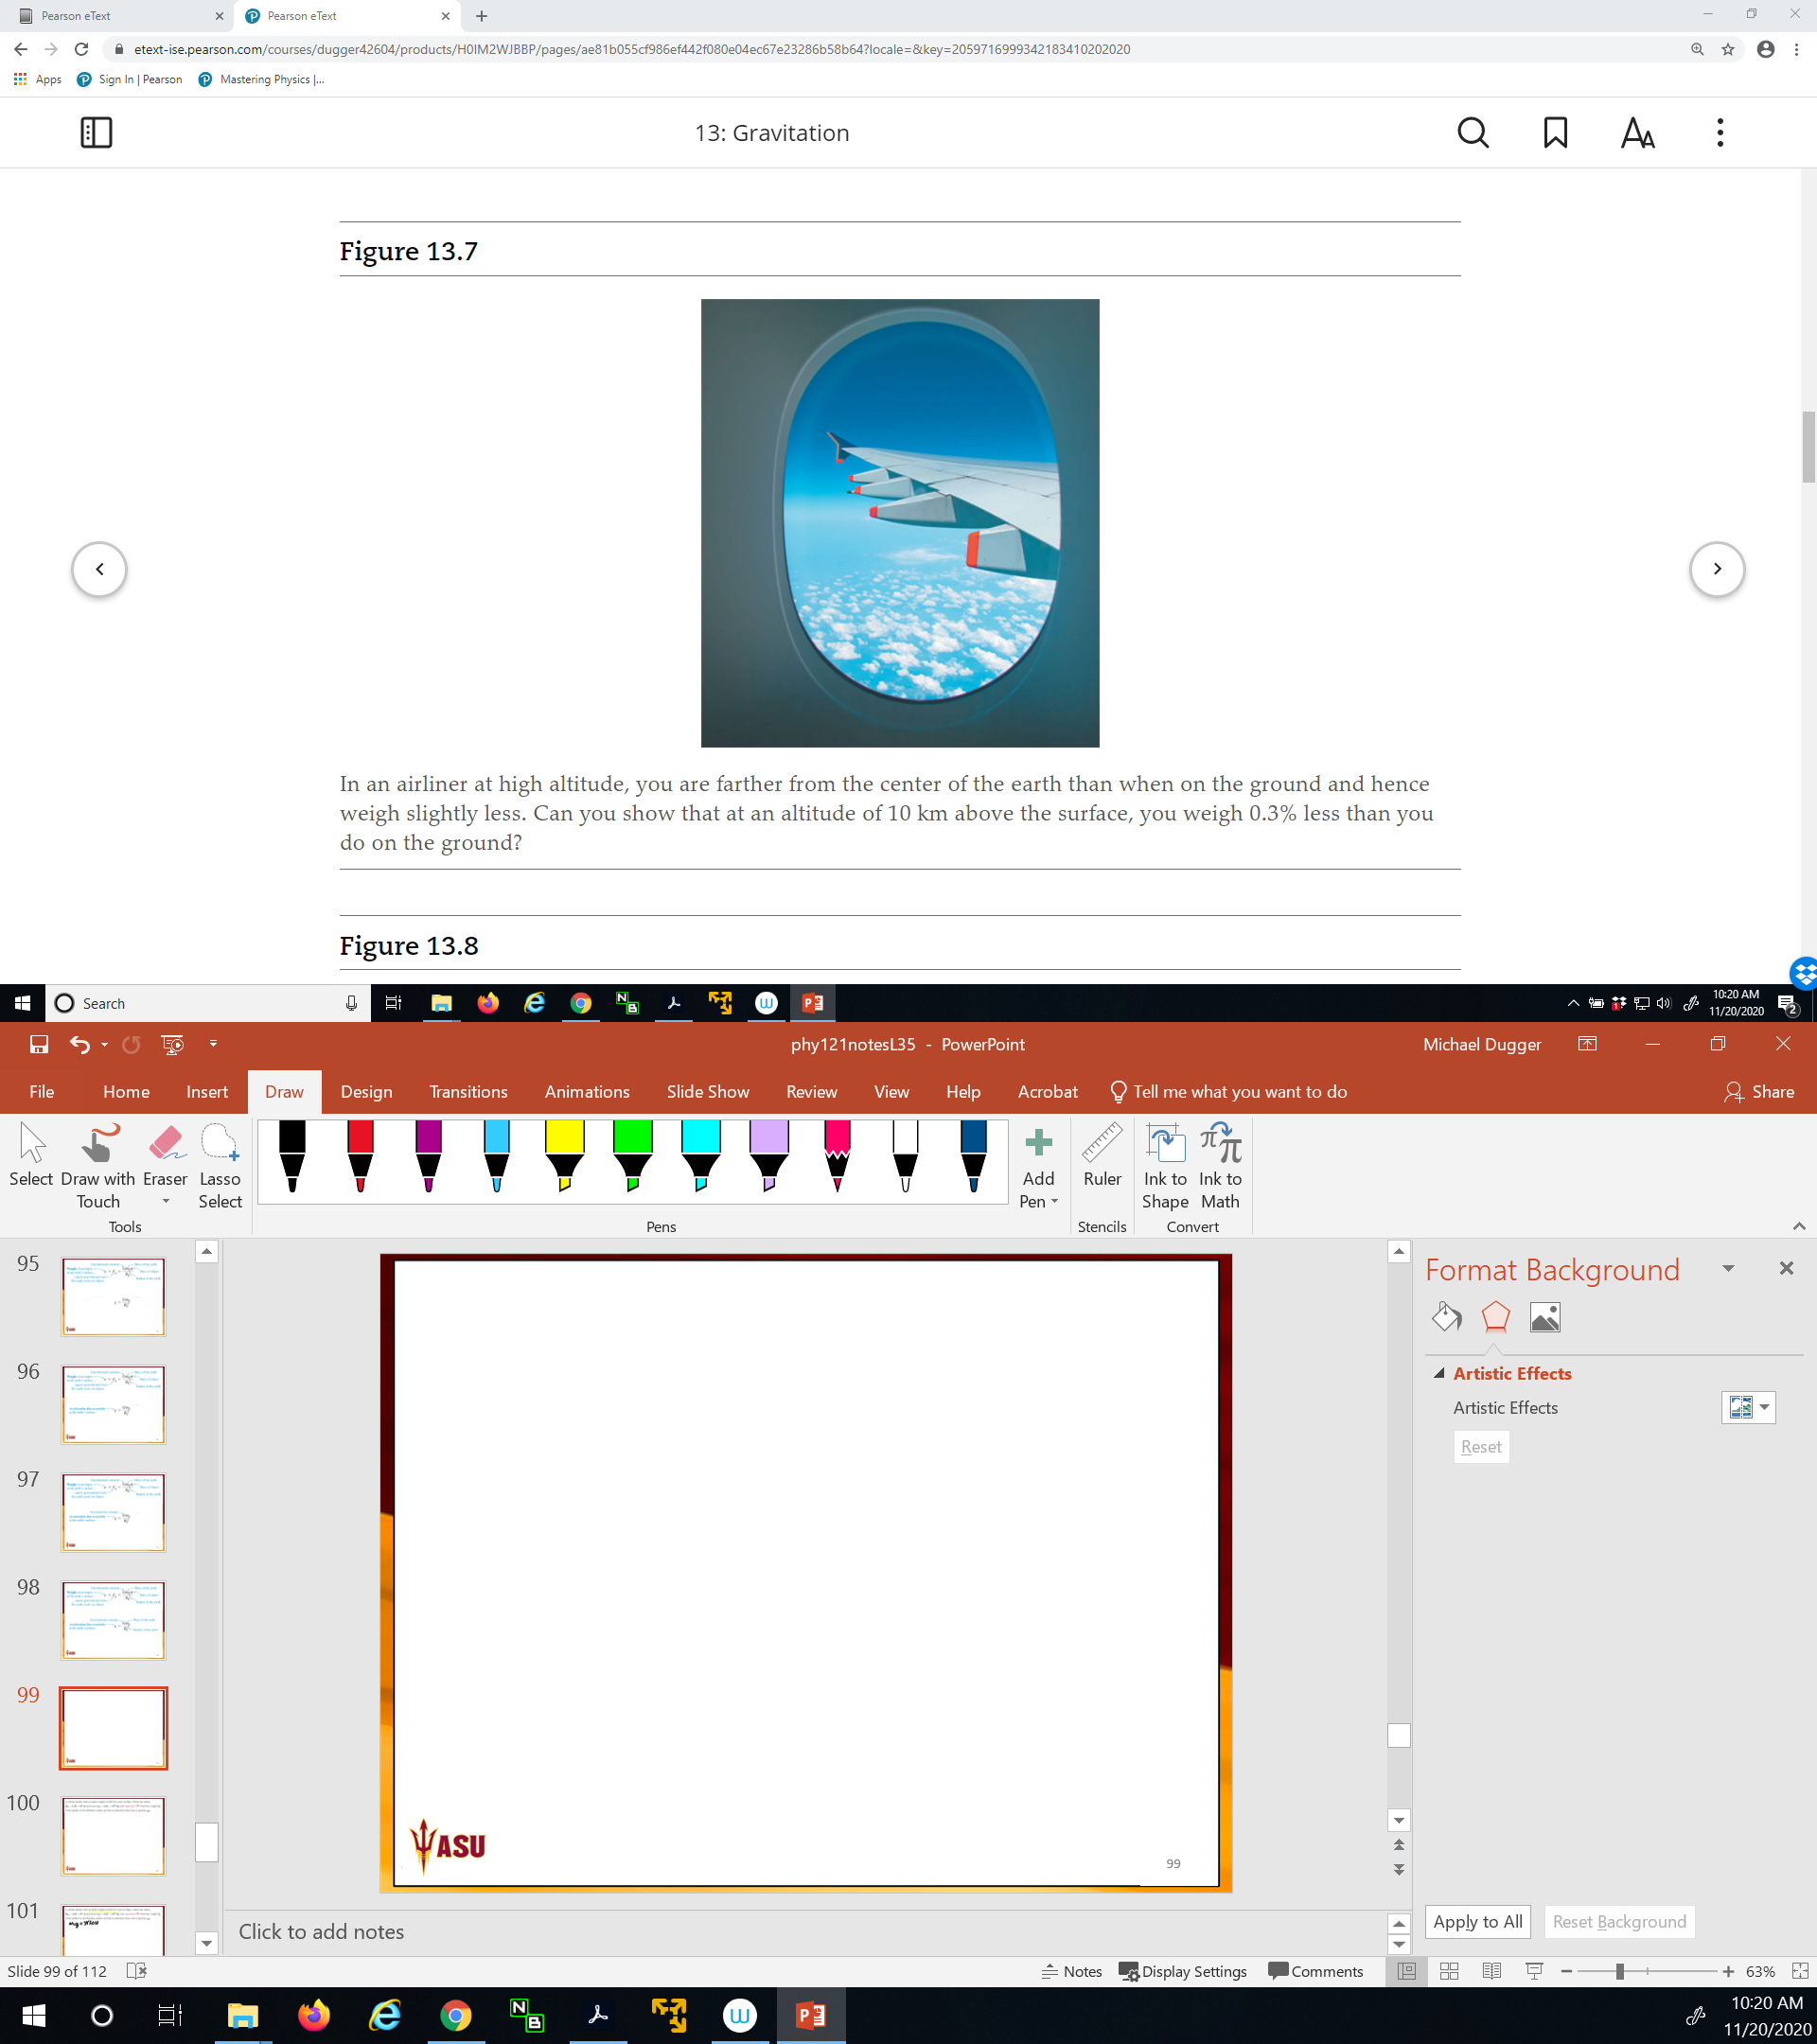 Pearson eText
Pearson eText
etext-ise.pearson.com/courses/dugger42604/products/H0IM2WJBBP/pages/ae81b055cf986ef442f080e04ec67e23286b58b64?locale=&key=2059716999342183410202020
Apps Sign In | Pearson Mastering Physics |...
13: Gravitation
Figure 13.7
In an airliner at high altitude, you are farther from the center of the earth than when on the ground and hence
weigh slightly less. Can you show that at an altitude of 10 km above the surface, you weigh 0.3% less than you
do on the ground?
Figure 13.8
Search
10:20 AM
11/20/2020
2
phy121notesL35 - PowerPoint
Michael Dugger
File Home Insert Draw Design Transitions Animations Slide Show Review View Help Acrobat Tell me what you want to do Share
Select Draw with Touch Eraser Lasso Select
Add Pen Ruler Ink to Shape Ink to Math
Tools Pens Stencils Convert
95
96
97
98
99
100
101
ASU
99
Format Background
Artistic Effects
Artistic Effects
Reset
Apply to All Reset Background
Click to add notes
Slide 99 of 112
Notes Display Settings Comments 63%
10:20 AM
11/20/2020